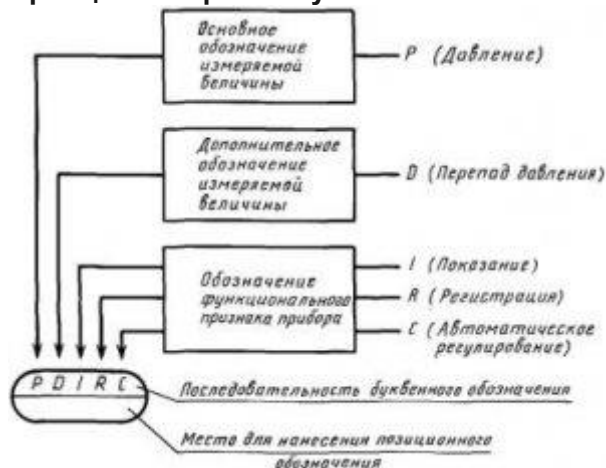 Основное
обозначение
измеряемой
величины
P (Давление)
Дополнительное
обозначение
измеряемой
величины
D (Перепад давления)
Обозначение
функционального
признака прибора
I (Показание)
R (Регистрация)
C (Автоматическое
регулирование)
P D I R C
Последовательность буквенного обозначения
Место для нанесения позиционного
обозначения